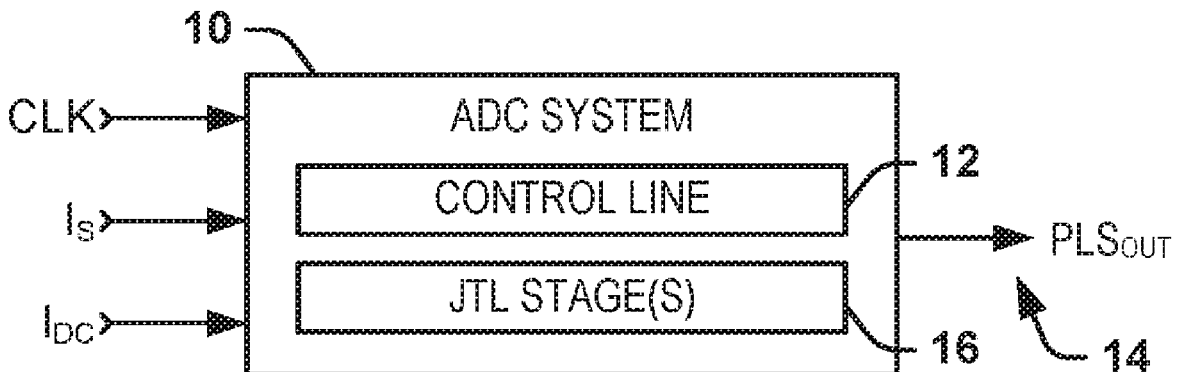 10
CLK
ADC SYSTEM
CONTROL LINE
12
I_S
PLS_OUT
JTL STAGE(S)
I_DC
16
14